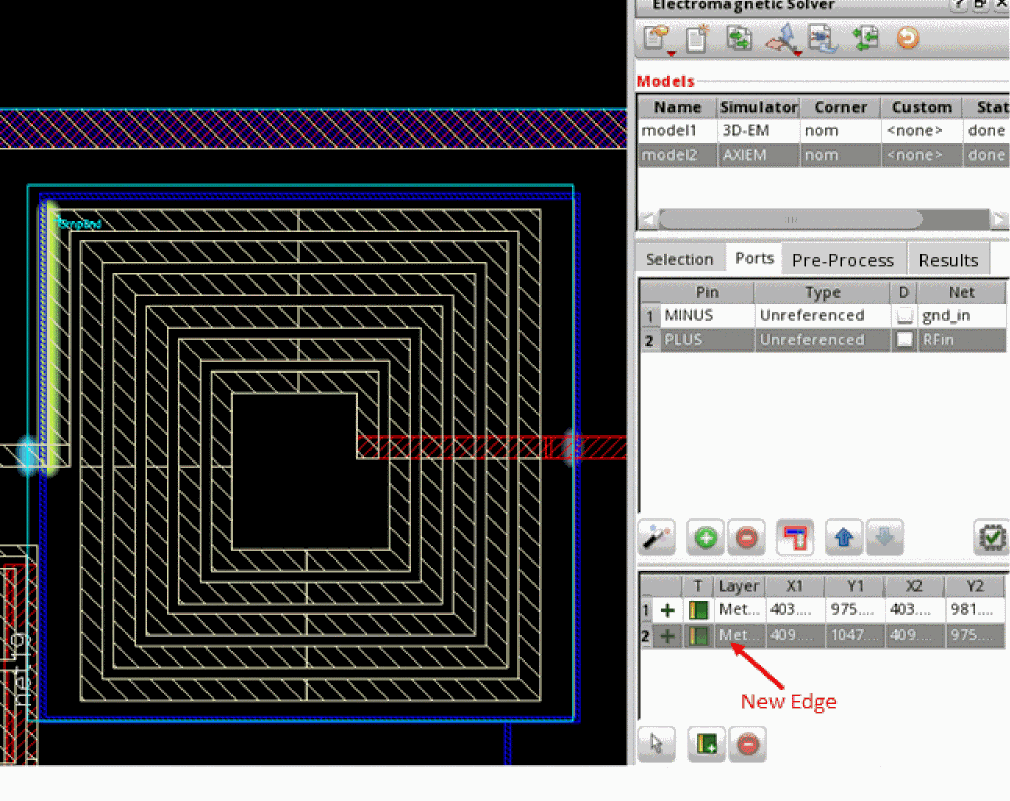 Electromagnetic Solver
Models
Name Simulator Corner Custom Stat
model1 3D-EM nom <none> done
model2 AXIEM nom <none> done
Selection Ports Pre-Process Results
Pin Type D Net
1 MINUS Unreferenced gnd_in
2 PLUS Unreferenced RFin
T Layer X1 Y1 X2 Y2
1 Met... 403.... 975.... 403.... 981....
2 Met... 409... 1047... 409... 975....
New Edge